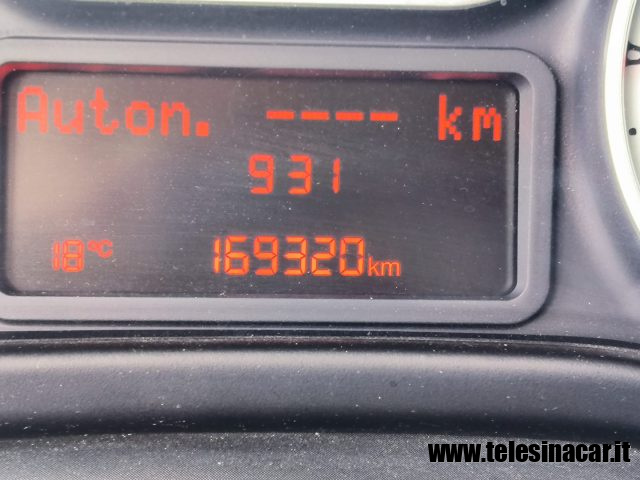 Auton. ---- km
931
18°C 169320km
www.telesinacar.it